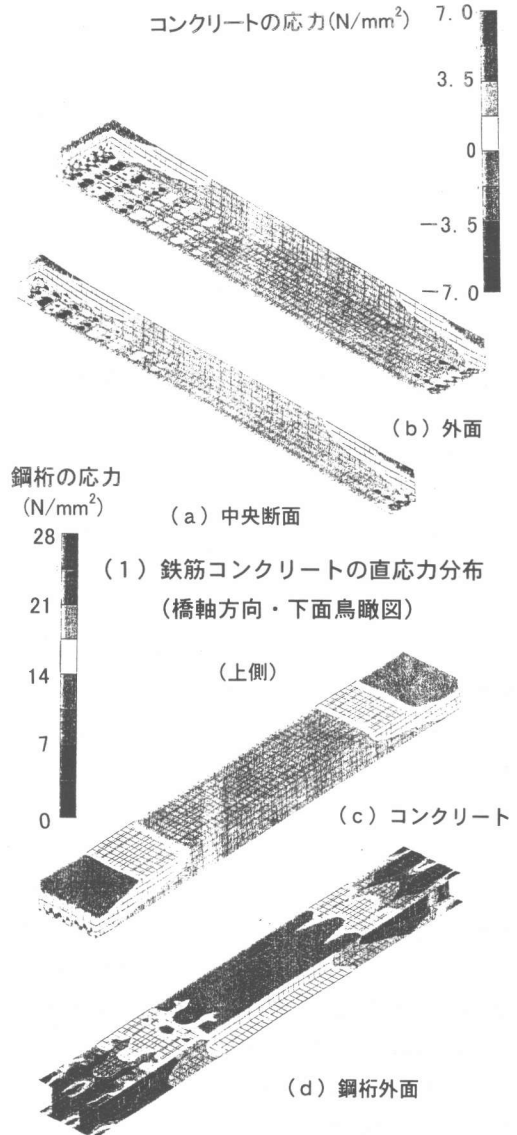 コンクリートの応力(N/mm²)
7.0
3.5
0
-3.5
-7.0
(b)外面
(a)中央断面
鋼桁の応力
(N/mm²)
28
21
14
7
0
(1)鉄筋コンクリートの直応力分布
(橋軸方向・下面鳥瞰図)
(上側)
(c)コンクリート
(d)鋼桁外面